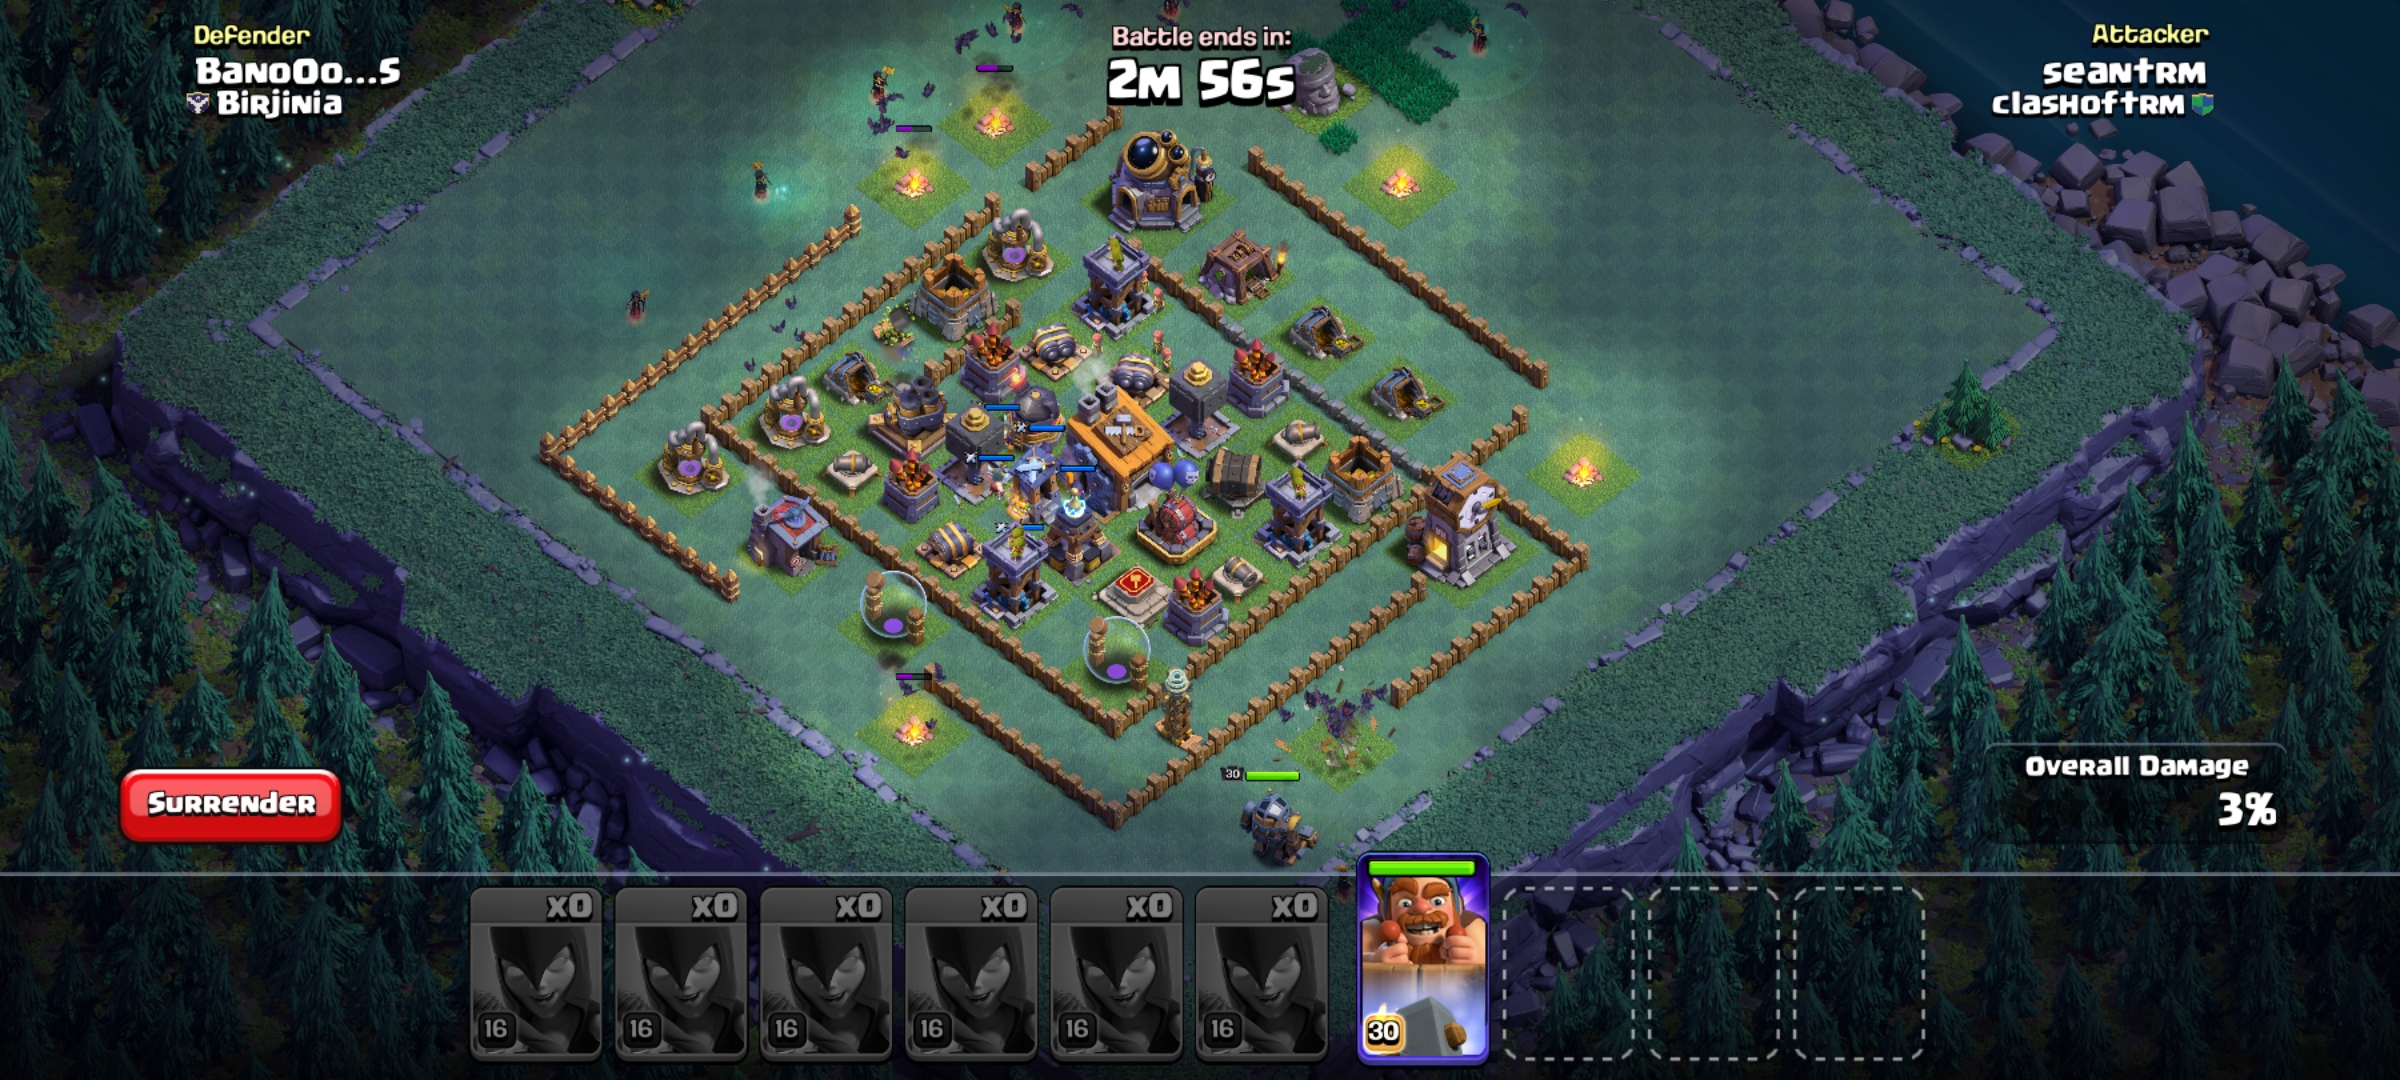 Defender
BanoOo...S
Birjinia
Battle ends in:
2m 56s
Attacker
seantrm
clashoftrm
30
Surrender
Overall Damage
3%
x0
x0
x0
x0
x0
x0
16
16
16
16
16
16
30